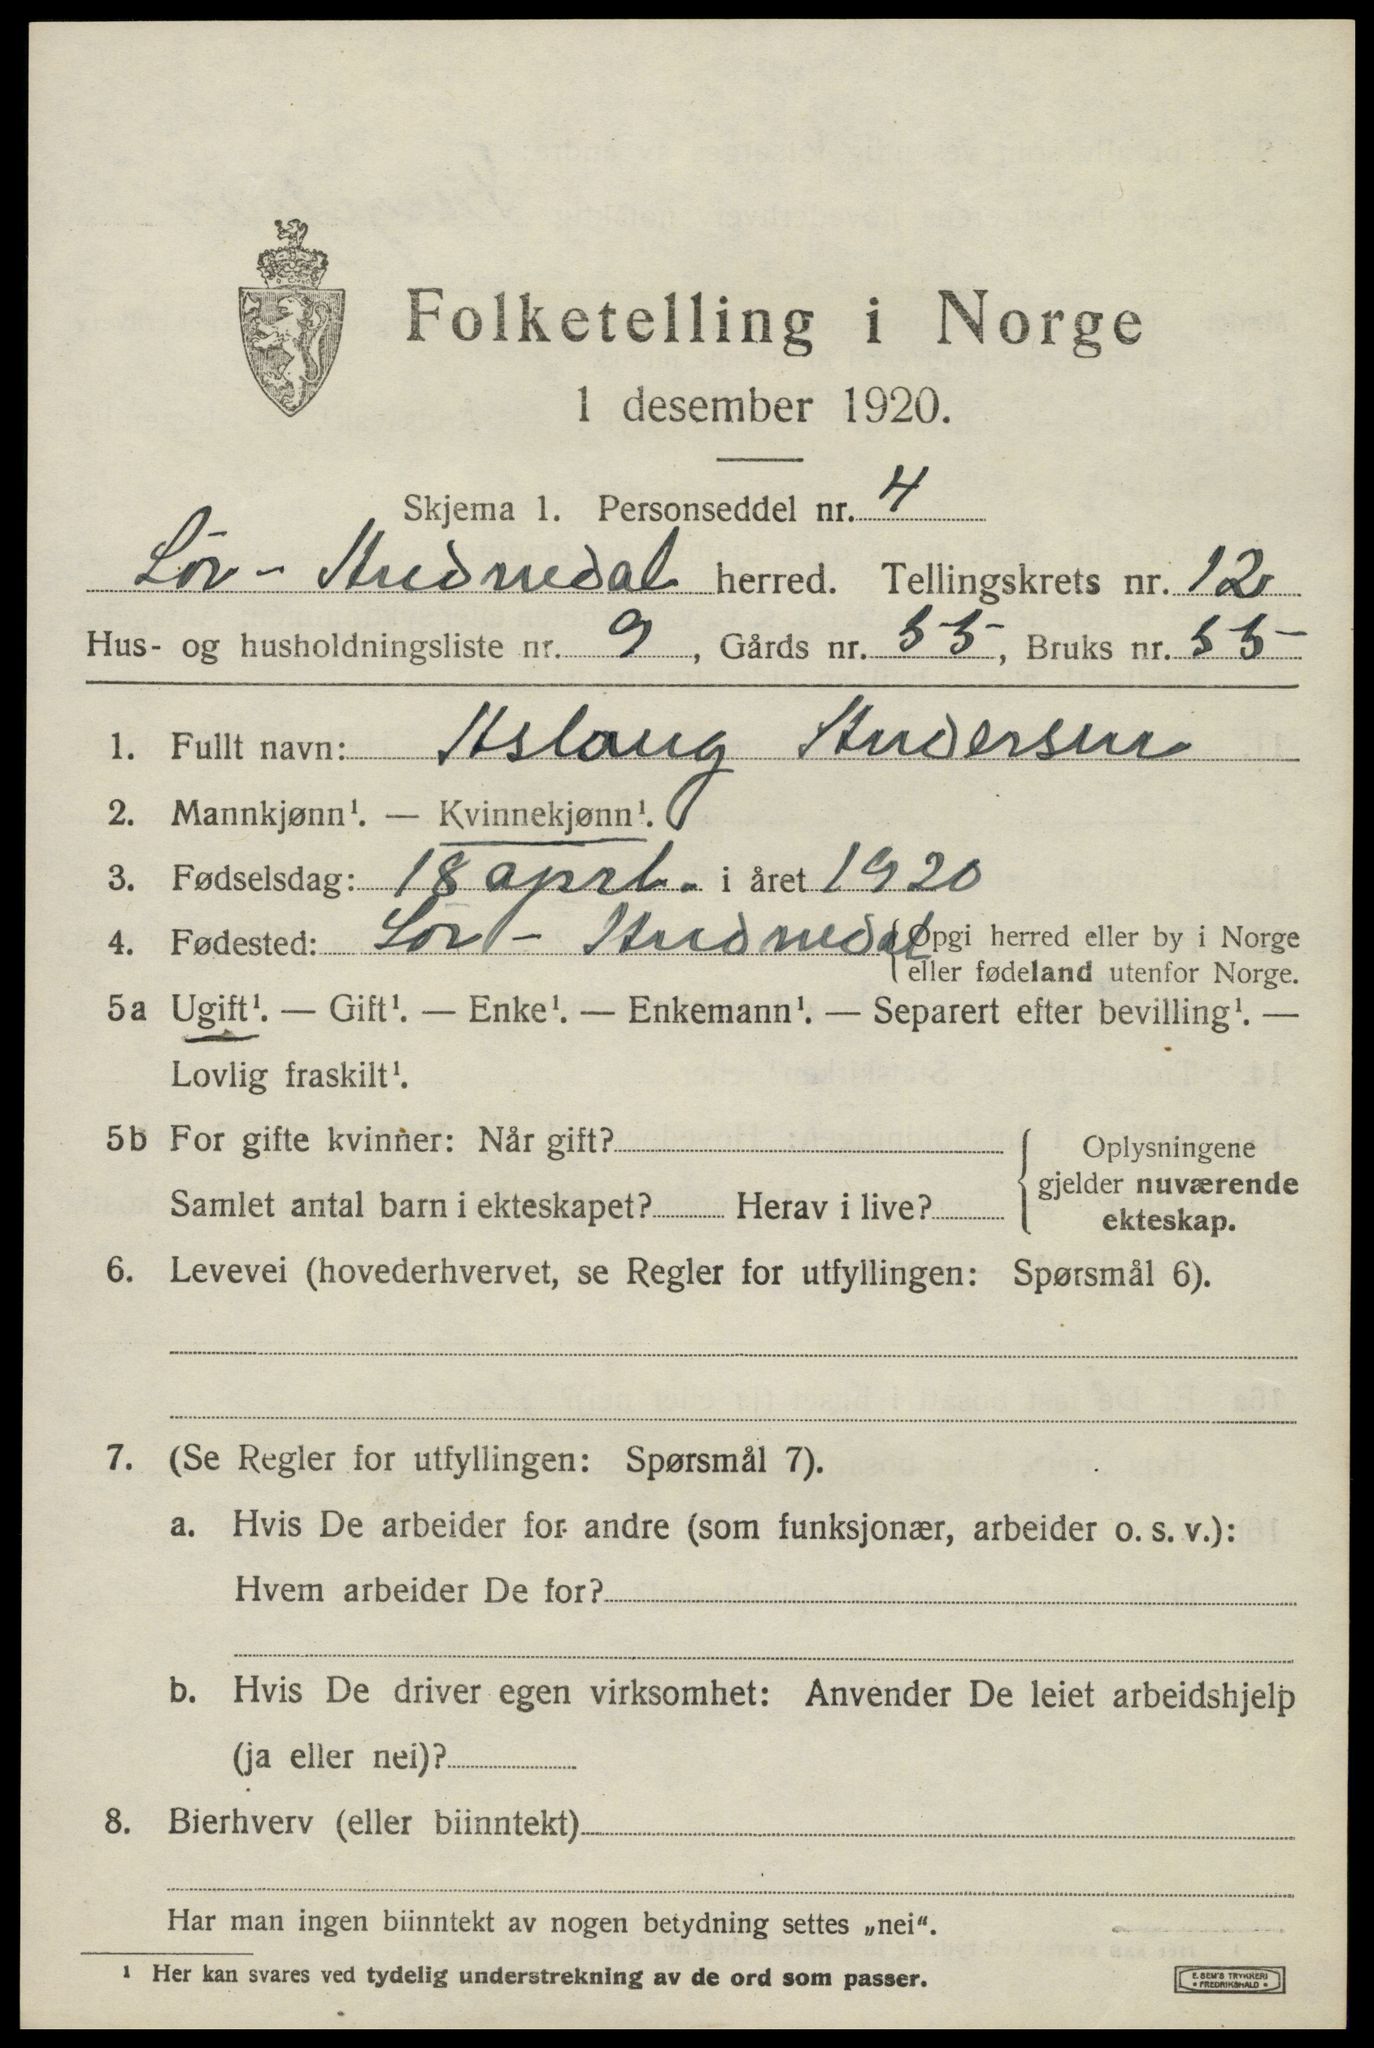 Folketelling i Norge
1 desember 1920.
Skjema 1. Personseddel nr. 4
Sör-Audnedal herred. Tellingskrets nr. 12
Hus- og husholdningsliste nr. 9, Gårds nr. 55, Bruks nr. 55
1. Fullt navn: Aslaug Andersen
2. Mannkjønn¹. — Kvinnekjønn¹.
3. Fødselsdag: 18 aprl. i året 1920
4. Fødested: Sör-Audnedal {Opgi herred eller by i Norge
eller fødeland utenfor Norge.
5a Ugift¹. — Gift¹. — Enke¹. — Enkemann¹. — Separert efter bevilling¹. —
Lovlig fraskilt¹.
5b For gifte kvinner: Når gift? { Oplysningene
gjelder nuværende
Samlet antal barn i ekteskapet? Herav i live? ekteskap.
6. Levevei (hovederhvervet, se Regler for utfyllingen: Spørsmål 6).
7. (Se Regler for utfyllingen: Spørsmål 7).
a. Hvis De arbeider for andre (som funksjonær, arbeider o. s. v.):
Hvem arbeider De for?
b. Hvis De driver egen virksomhet: Anvender De leiet arbeidshjelp
(ja eller nei)?
8. Bierhverv (eller biinntekt)
Har man ingen biinntekt av nogen betydning settes „nei“.
¹ Her kan svares ved tydelig understrekning av de ord som passer.
E. SEM'S TRYKKERI
• FREDRIKSHALD •